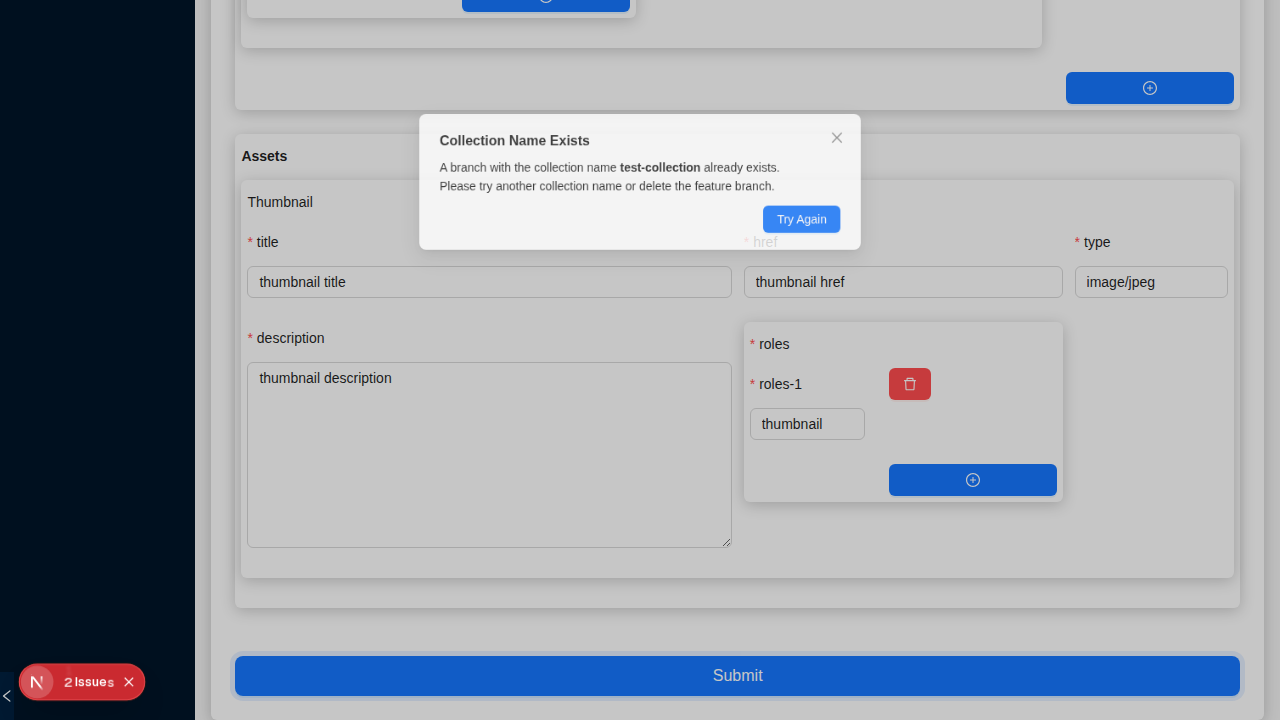 Collection Name Exists
A branch with the collection name test-collection already exists.
Please try another collection name or delete the feature branch.
Try Again
Assets
Thumbnail
* title
* href
* type
thumbnail title
thumbnail href
image/jpeg
* description
thumbnail description
* roles
* roles-1
thumbnail
Submit
N 2 Issues